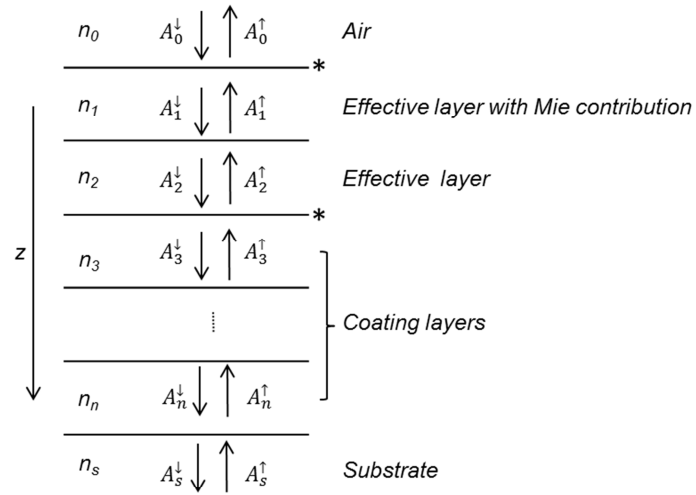 n₀ A₀↓ A₀↑ Air
*
n₁ A₁↓ A₁↑ Effective layer with Mie contribution
n₂ A₂↓ A₂↑ Effective layer
*
z
n₃ A₃↓ A₃↑
Coating layers
nₙ Aₙ↓ Aₙ↑
nₛ Aₛ↓ Aₛ↑ Substrate